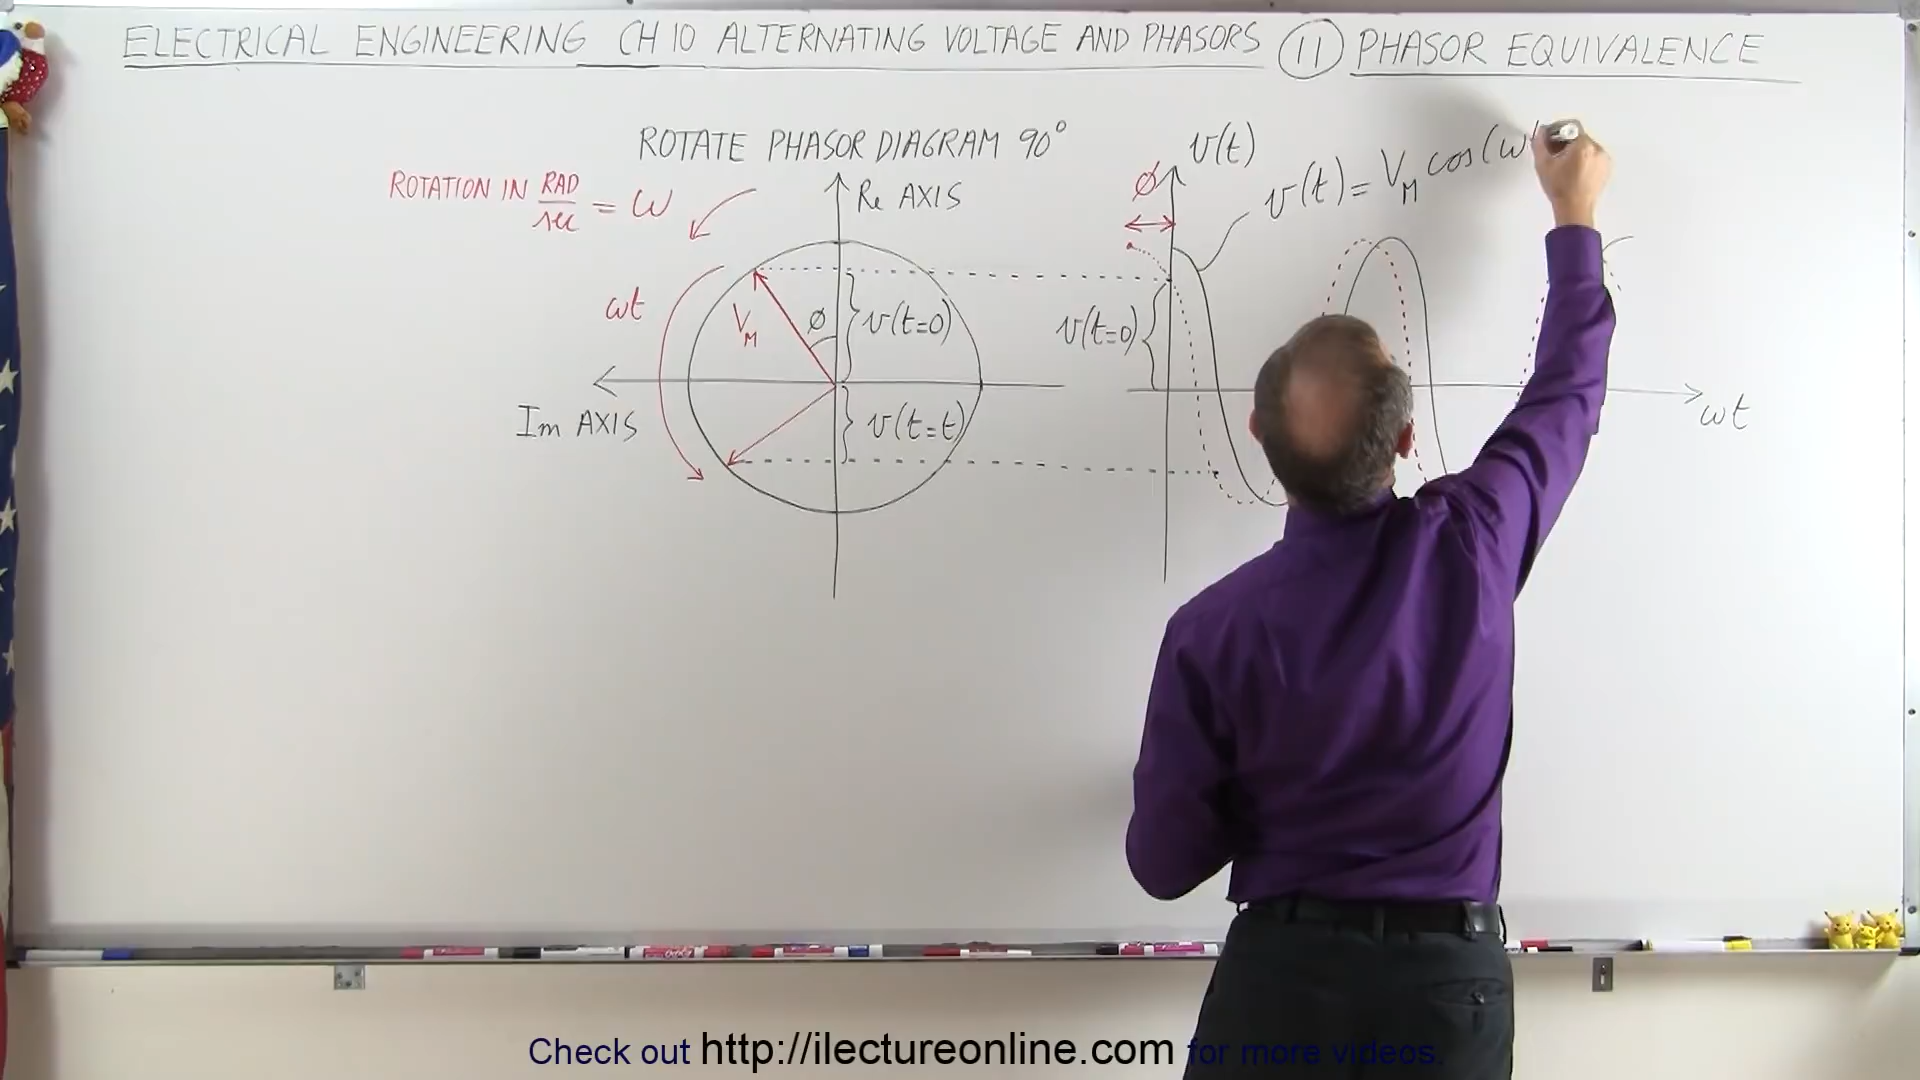 ELECTRICAL ENGINEERING CH 10 ALTERNATING VOLTAGE AND PHASORS 11 PHASOR EQUIVALENCE
ROTATE PHASOR DIAGRAM 90°
ROTATION IN RAD/sec = ω
Re AXIS
ϕ
v(t)
v(t) = V_M cos(ωt
ωt
V_M
ϕ
v(t=0)
v(t=0)
Im AXIS
v(t=t)
ωt
Check out http://ilectureonline.com for more videos.